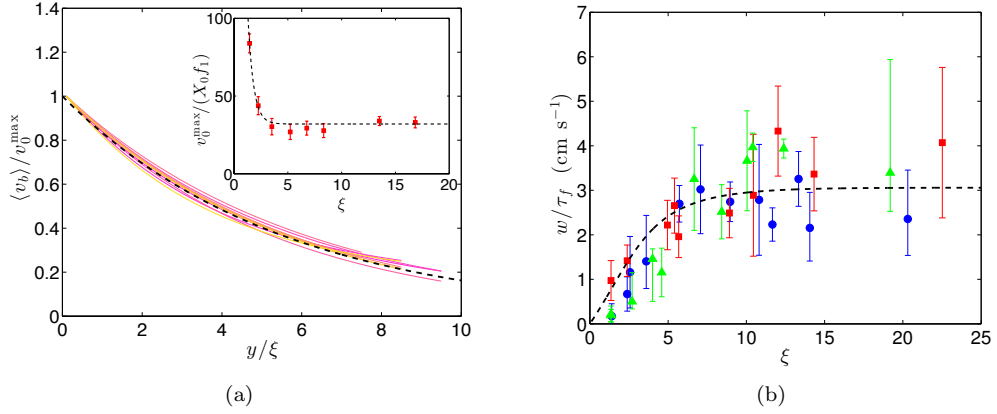 1.4
1.2
1
0.8
0.6
0.4
0.2
0
0 2 4 6 8 10
⟨v_b⟩/v_0^max
y/ξ
100
50
0
0 5 10 15 20
v_0^max/(X_0 f_1)
ξ
(a)
7
6
5
4
3
2
1
0
0 5 10 15 20 25
w/τ_f (cm s⁻¹)
ξ
(b)